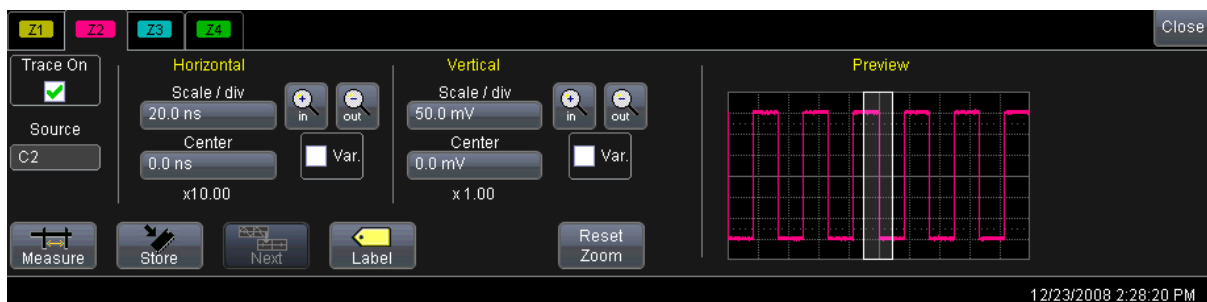 Z1 Z2 Z3 Z4 Close
Trace On Horizontal Vertical Preview
Scale / div Scale / div
20.0 ns in out 50.0 mV in out
Source Center Center
C2 0.0 ns Var. 0.0 mV Var.
x10.00 x 1.00
Measure Store Next Label Reset Zoom
12/23/2008 2:28:20 PM